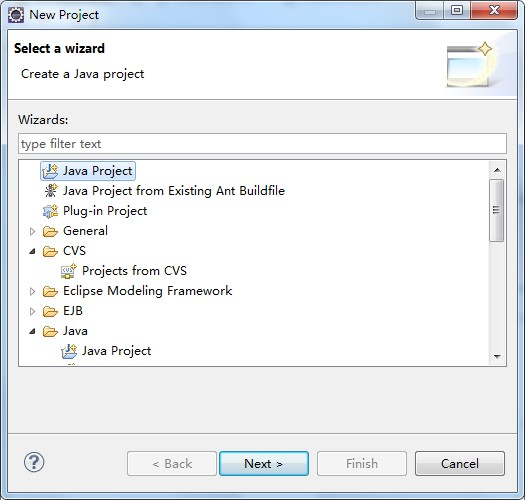 New Project
Select a wizard
Create a Java project
Wizards:
type filter text
Java Project
Java Project from Existing Ant Buildfile
Plug-in Project
General
CVS
CVS
Projects from CVS
Eclipse Modeling Framework
EJB
Java
Java Project
?
< Back
Next >
Finish
Cancel